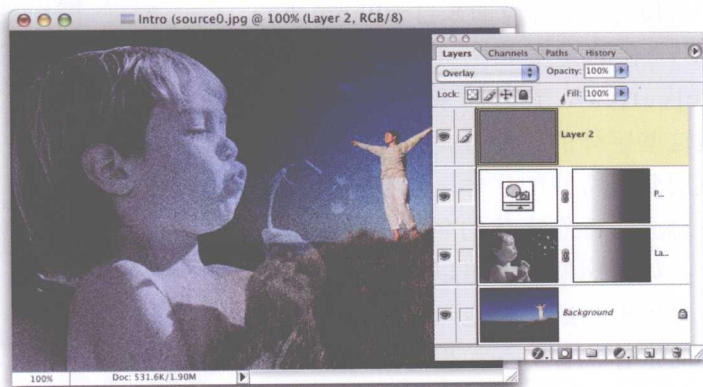 Intro (source0.jpg @ 100% (Layer 2, RGB/8)
Layers Channels Paths History
Overlay Opacity: 100%
Lock: Fill: 100%
Layer 2
P...
La...
Background
100% Doc: 531.6K/1.90M